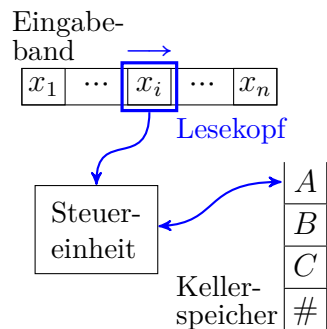 Eingabe-
band
x₁ ... xᵢ ... xₙ
Lesekopf
Steuer-
einheit
Keller-
speicher
A
B
C
#